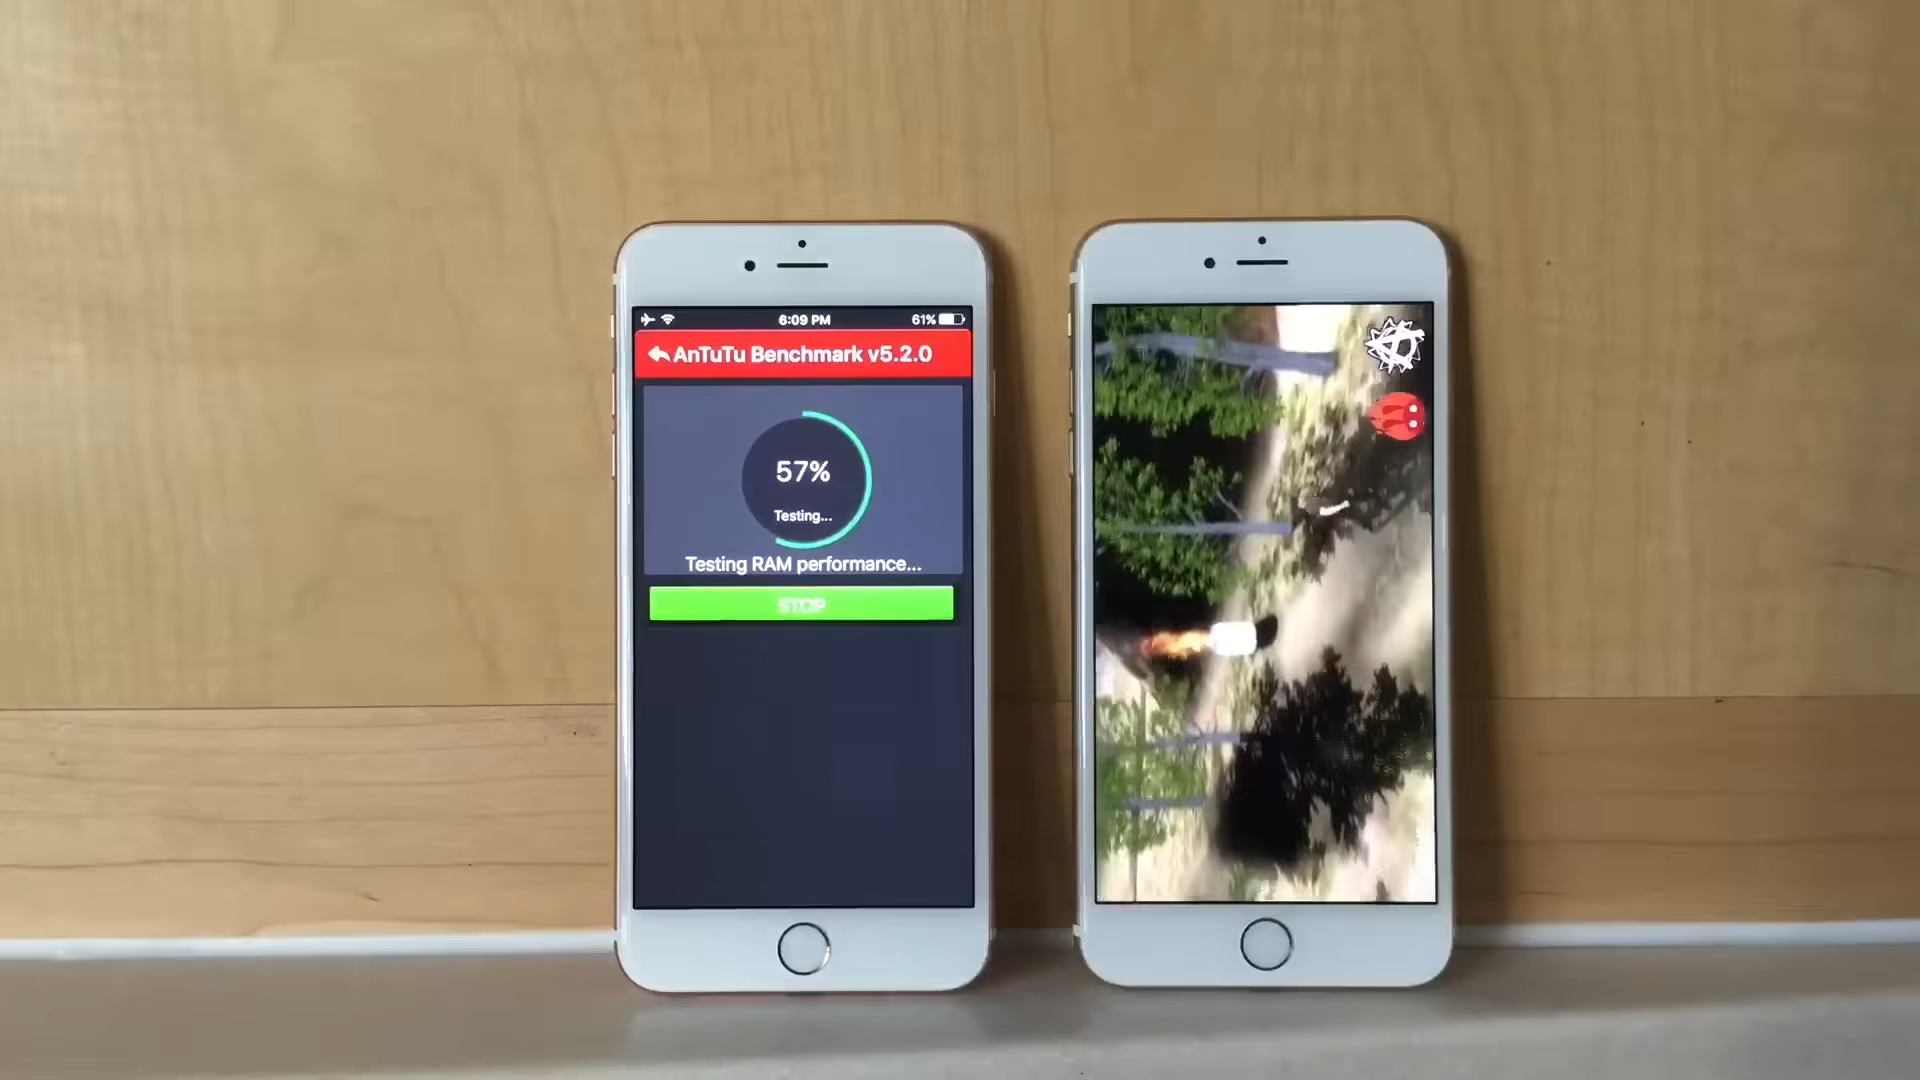 6:09 PM
61%
AnTuTu Benchmark v5.2.0
57%
Testing...
Testing RAM performance...
STOP